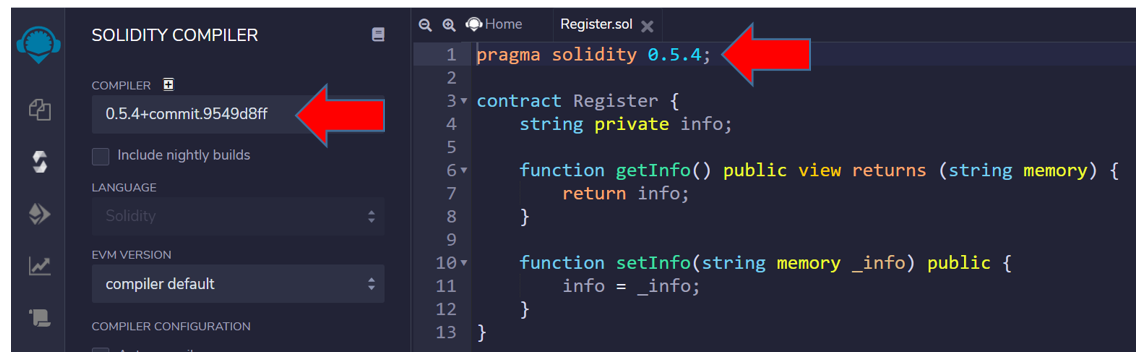 SOLIDITY COMPILER
COMPILER
0.5.4+commit.9549d8ff
Include nightly builds
LANGUAGE
Solidity
EVM VERSION
compiler default
COMPILER CONFIGURATION
Home
Register.sol
1 pragma solidity 0.5.4;
2
3 contract Register {
4 string private info;
5
6 function getInfo() public view returns (string memory) {
7 return info;
8 }
9
10 function setInfo(string memory _info) public {
11 info = _info;
12 }
13 }